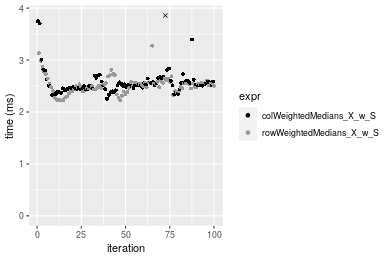 4
3
2
1
0
time (ms)
0
25
50
75
100
iteration
expr
colWeightedMedians_X_w_S
rowWeightedMedians_X_w_S